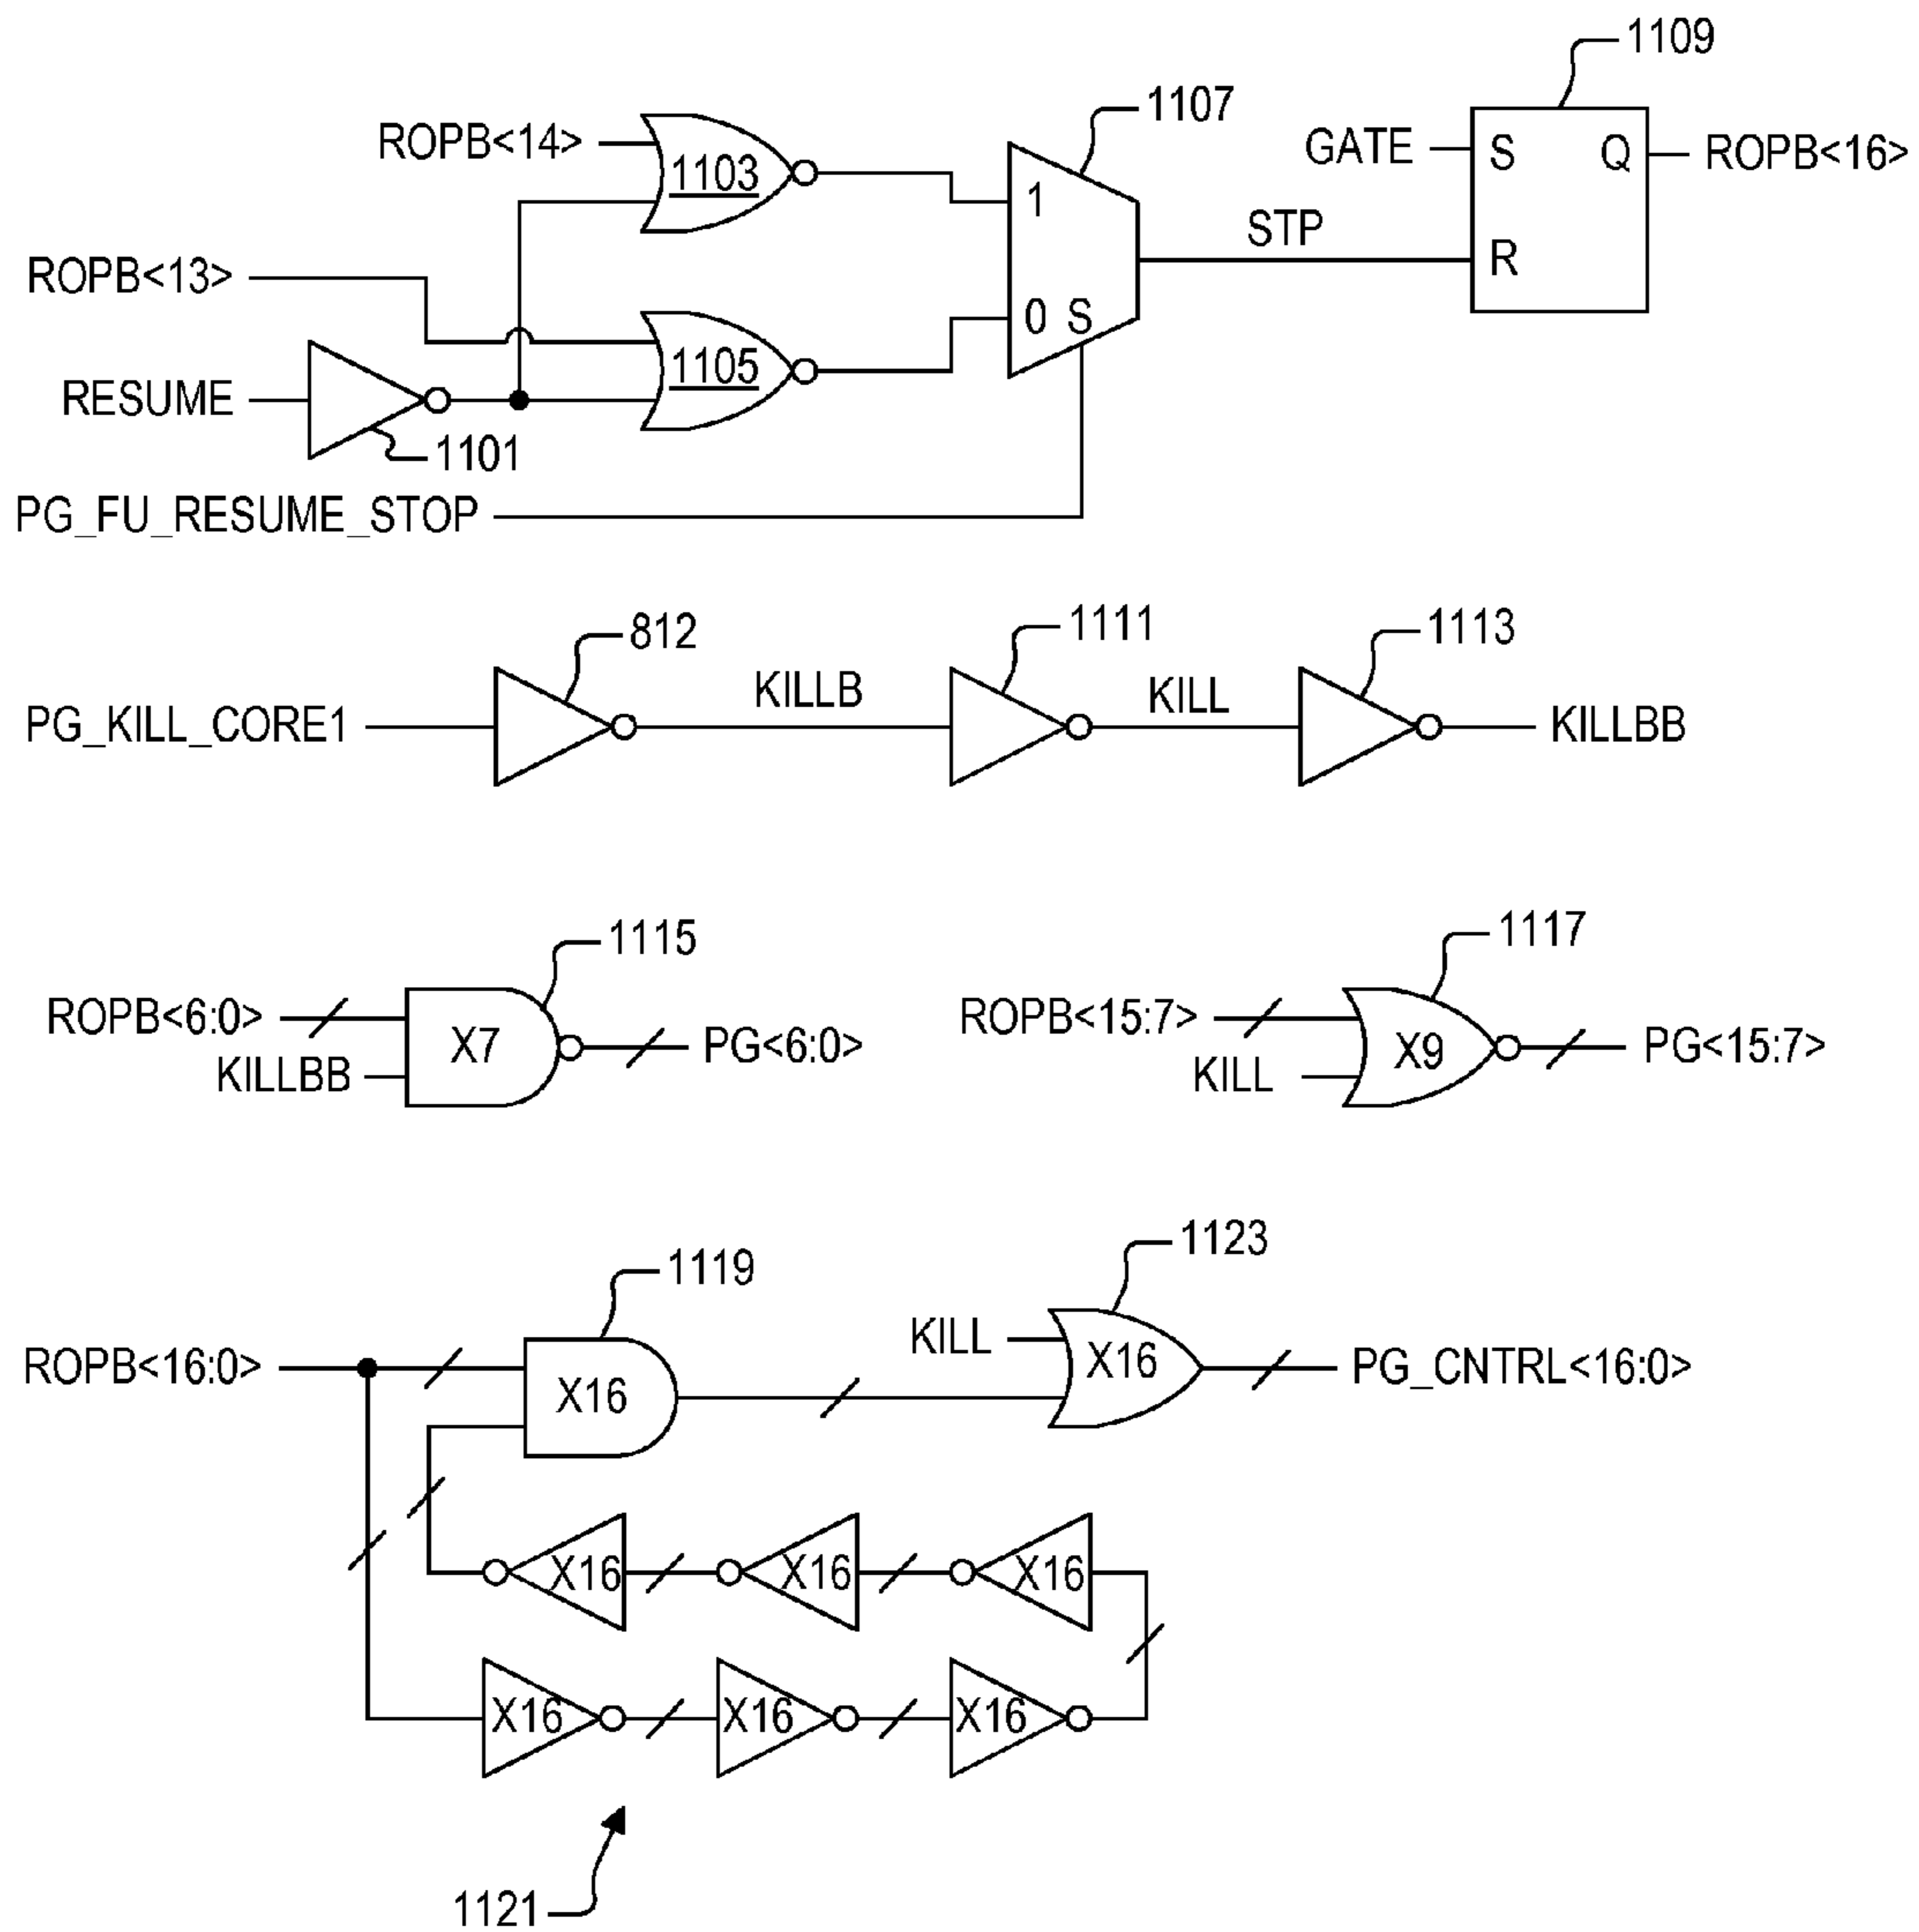 1109
1107
ROPB<14>
1103
1
GATE
S
Q
ROPB<16>
STP
R
ROPB<13>
0 S
1105
RESUME
1101
PG_FU_RESUME_STOP
812
1111
1113
KILLB
KILL
PG_KILL_CORE1
KILLBB
1115
1117
ROPB<6:0>
X7
PG<6:0>
KILLBB
ROPB<15:7>
X9
PG<15:7>
KILL
1119
1123
KILL
ROPB<16:0>
X16
X16
PG_CNTRL<16:0>
X16
X16
X16
X16
X16
X16
1121